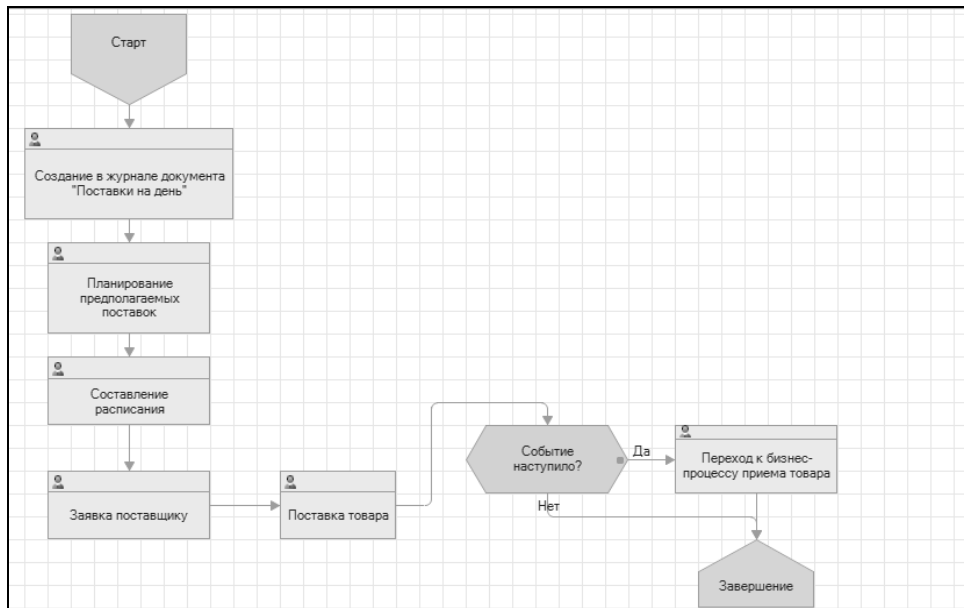 Старт
Создание в журнале документа
"Поставки на день"
Планирование
предполагаемых
поставок
Составление
расписания
Заявка поставщику
Поставка товара
Событие
наступило?
Да
Нет
Переход к бизнес-
процессу приема товара
Завершение